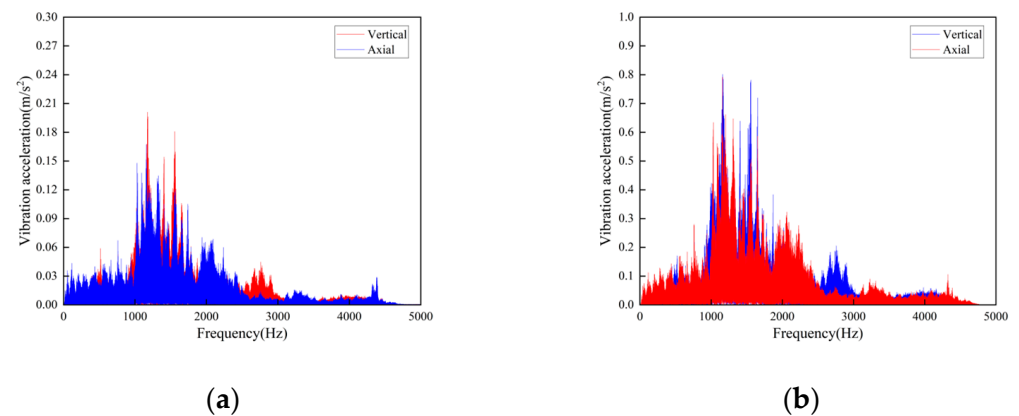 0.30
0.27
0.24
0.21
0.18
0.15
0.12
0.09
0.06
0.03
0.00
Vibration acceleration(m/s²)
Vertical
Axial
0 1000 2000 3000 4000 5000
Frequency(Hz)
(a)
1.0
0.9
0.8
0.7
0.6
0.5
0.4
0.3
0.2
0.1
0.0
Vibration acceleration(m/s²)
Vertical
Axial
0 1000 2000 3000 4000 5000
Frequency(Hz)
(b)